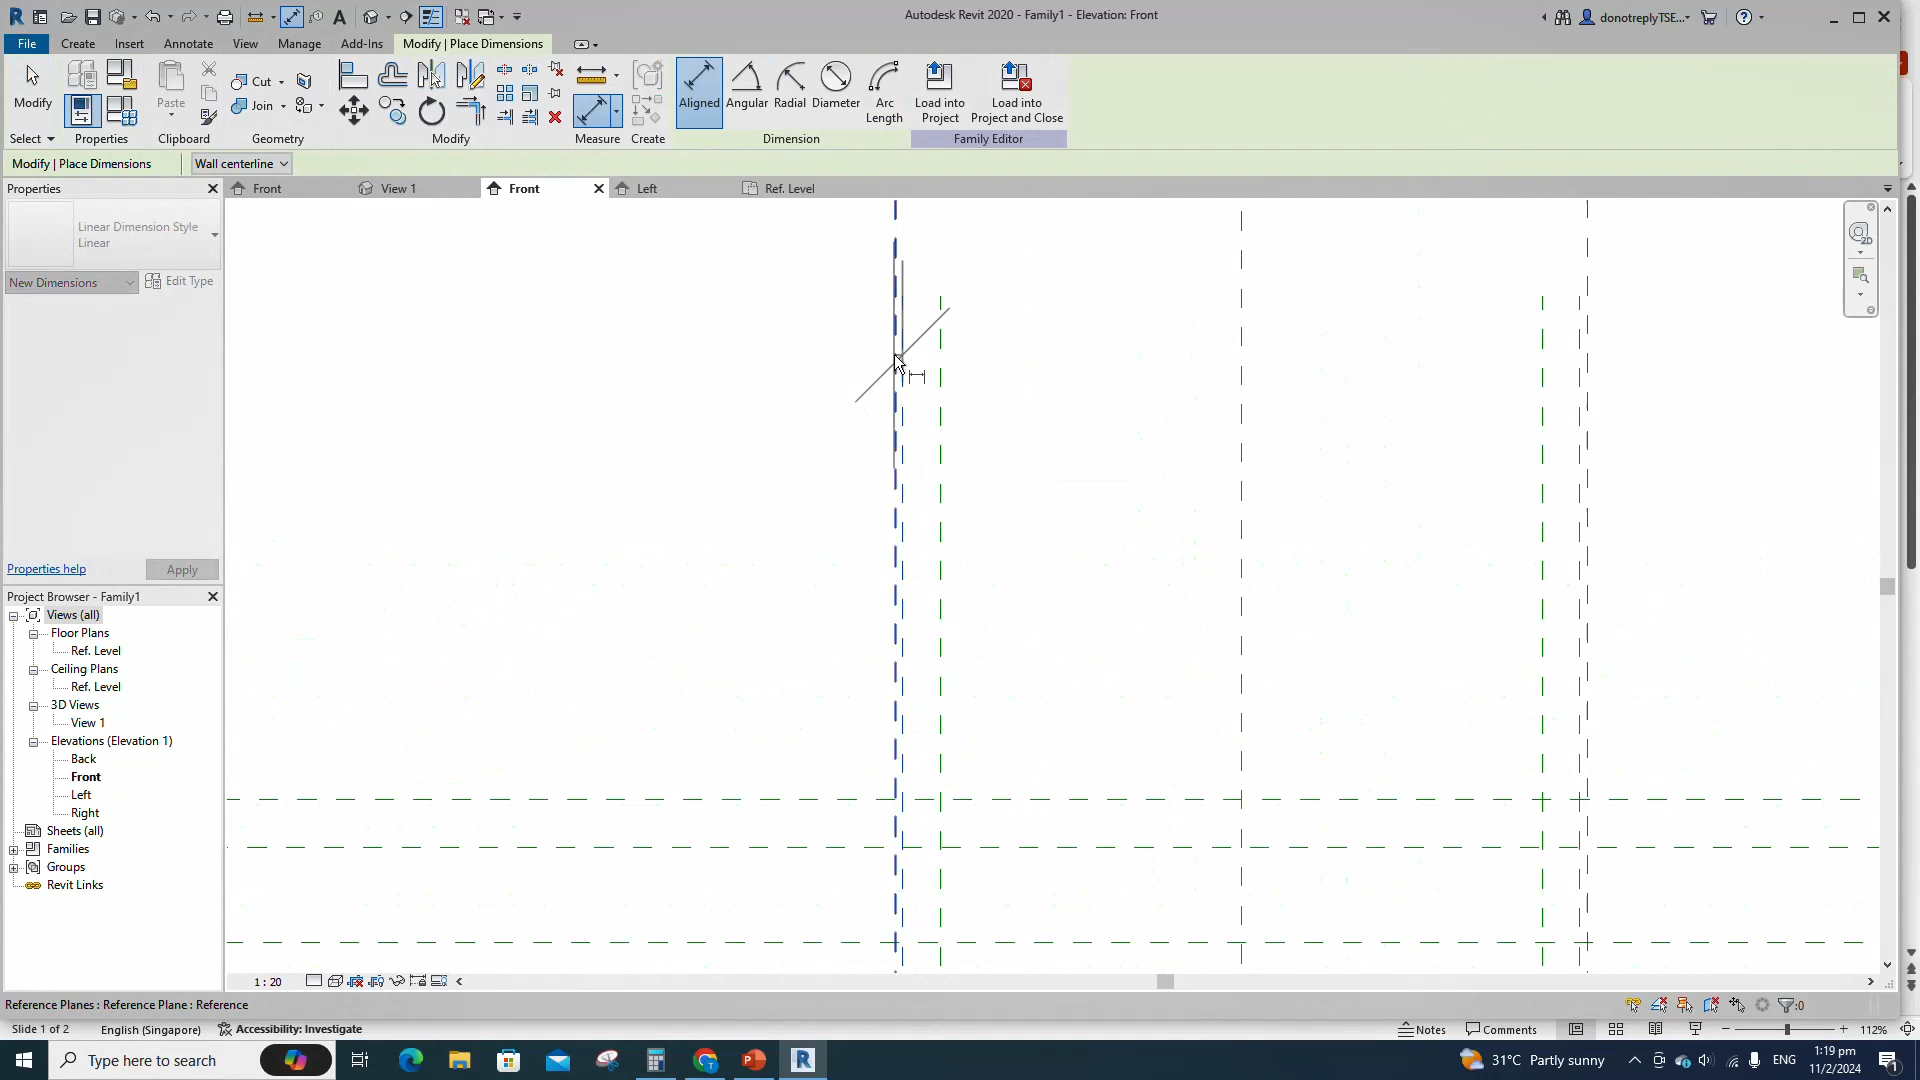 Autodesk Revit 2020 - Family1 - Elevation: Front
donotreplyTSE...
File Create Insert Annotate View Manage Add-Ins Modify | Place Dimensions
Modify Paste Cut Join Aligned Angular Radial Diameter Arc Length Load into Project Load into Project and Close
Select Properties Clipboard Geometry Modify Measure Create Dimension Family Editor
Modify | Place Dimensions Wall centerline
Properties Front View 1 Front Left Ref. Level
Linear Dimension Style
Linear
New Dimensions Edit Type
2D
Properties help Apply
Project Browser - Family1
Views (all)
Floor Plans
Ref. Level
Ceiling Plans
Ref. Level
3D Views
View 1
Elevations (Elevation 1)
Back
Front
Left
Right
Sheets (all)
Families
Groups
Revit Links
1 : 20
Reference Planes : Reference Plane : Reference
:0
Slide 1 of 2 English (Singapore) Accessibility: Investigate Notes Comments 112%
Type here to search 31°C Partly sunny ENG 1:19 pm
11/2/2024
1